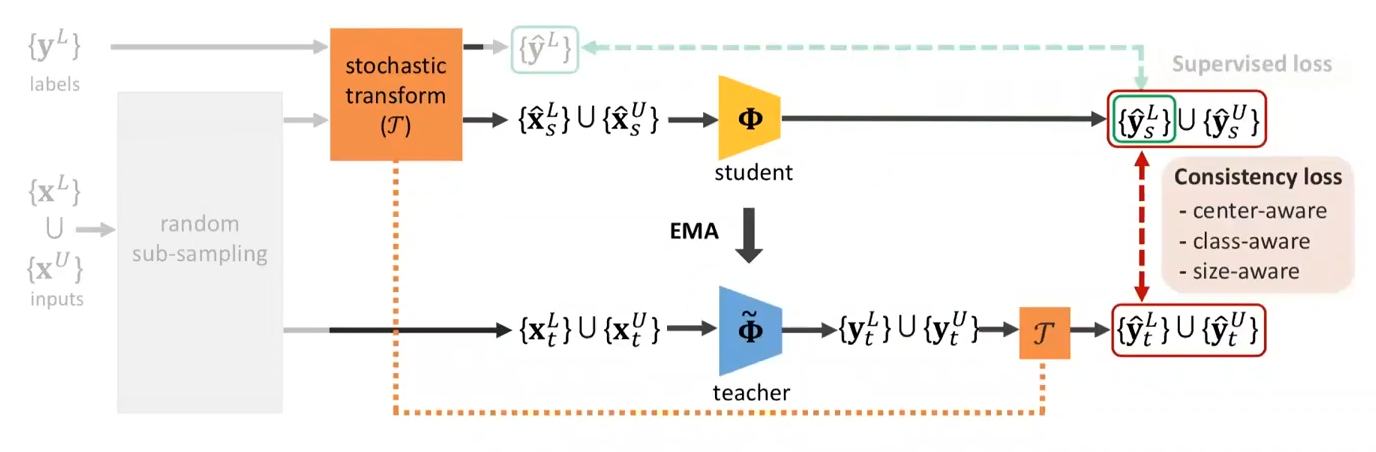 {y^L}
labels
{x^L}
∪
{x^U}
inputs
random
sub-sampling
stochastic
transform
(𝒯)
{ŷ^L}
{x̂_s^L} ∪ {x̂_s^U}
Φ
student
EMA
{x_t^L} ∪ {x_t^U}
Φ̃
teacher
{y_t^L} ∪ {y_t^U}
𝒯
Supervised loss
{ŷ_s^L} ∪ {ŷ_s^U}
Consistency loss
- center-aware
- class-aware
- size-aware
{ŷ_t^L} ∪ {ŷ_t^U}